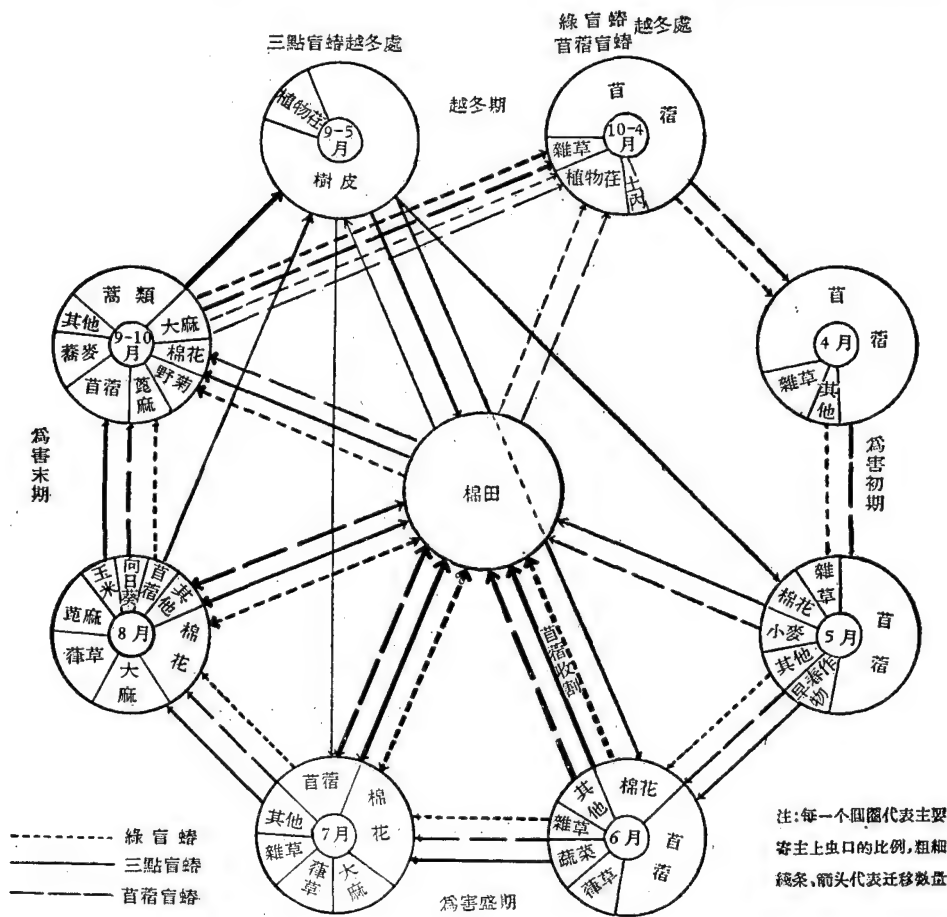 三點盲蝽越冬處
綠盲蝽
苜蓿盲蝽
越冬處
越冬期
植物茬
9-5
月
樹皮
苜
蓿
10-4
月
雜草
植物茬
土內
蒿類
其他
大麻
9-10
月
棉花
蕎麥
野菊
苜蓿
蓖麻
苜
蓿
4月
雜草
其他
為害末期
為害初期
棉田
玉米
向日葵
苜蓿
其他
蓖麻
8月
棉
花
葎草
大麻
雜草
棉花
苜
蓿
小麥
5月
其他
早春作物
苜蓿收割
苜蓿
棉
花
其他
7月
雜草
葎草
大麻
其他
棉花
雜草
6月
苜
蓿
蔬菜
葎草
綠盲蝽
三點盲蝽
苜蓿盲蝽
為害盛期
注:每一个圓圈代表主要
寄主上虫口的比例,粗細
綫条、箭头代表迁移数量